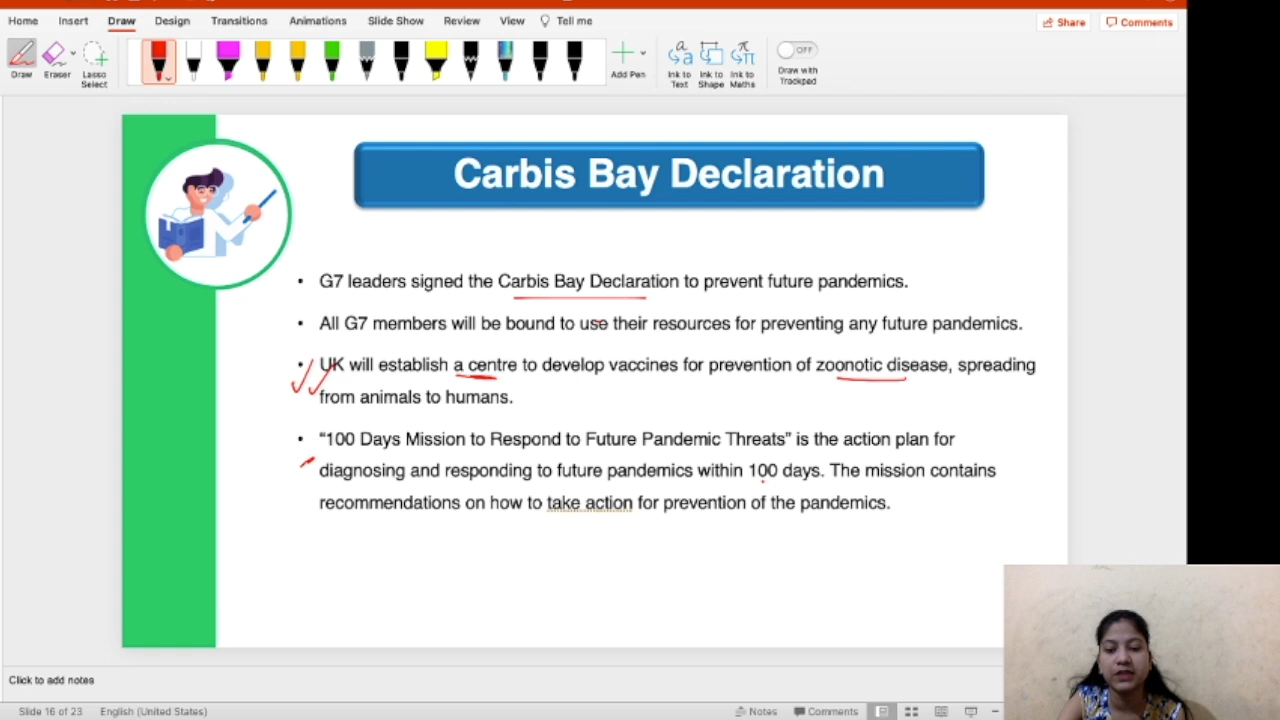 Home Insert Draw Design Transitions Animations Slide Show Review View Tell me
Share Comments
OFF
Draw Eraser Lasso Select Add Pen Ink to Text Ink to Shape Ink to Maths Draw with Trackpad
Carbis Bay Declaration
• G7 leaders signed the Carbis Bay Declaration to prevent future pandemics.
• All G7 members will be bound to use their resources for preventing any future pandemics.
• UK will establish a centre to develop vaccines for prevention of zoonotic disease, spreading
from animals to humans.
• “100 Days Mission to Respond to Future Pandemic Threats” is the action plan for
diagnosing and responding to future pandemics within 100 days. The mission contains
recommendations on how to take action for prevention of the pandemics.
Click to add notes
Slide 16 of 23 English (United States) Notes Comments